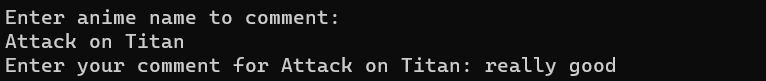 Enter anime name to comment:
Attack on Titan
Enter your comment for Attack on Titan: really good